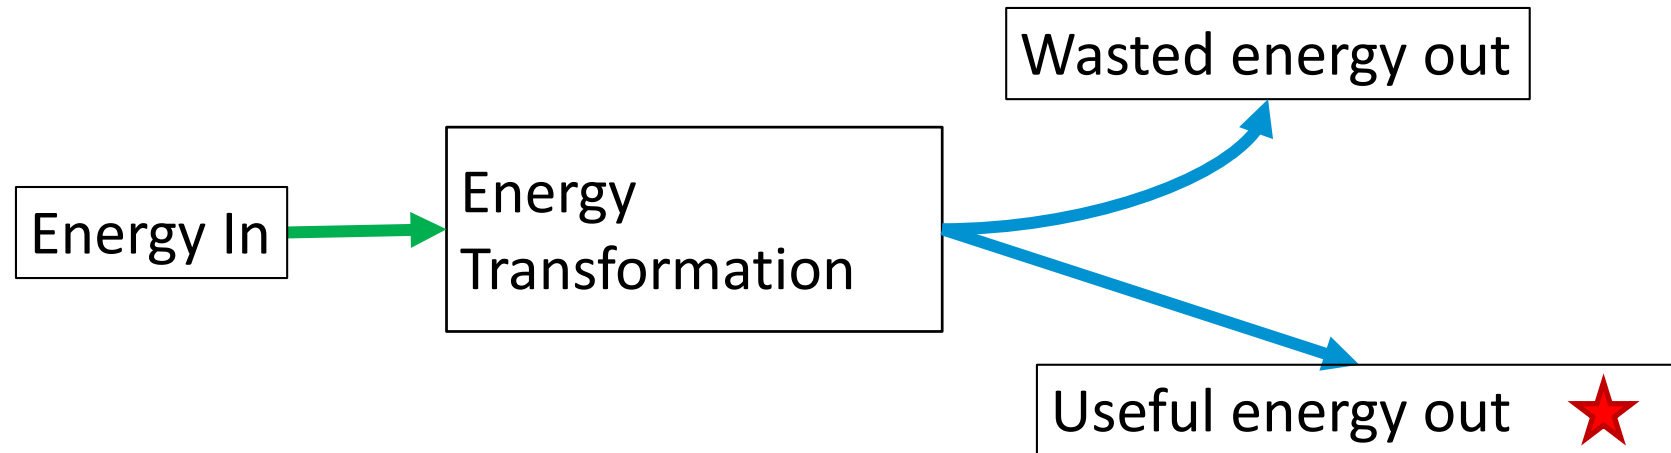 Wasted energy out
Energy In
Energy
Transformation
Useful energy out